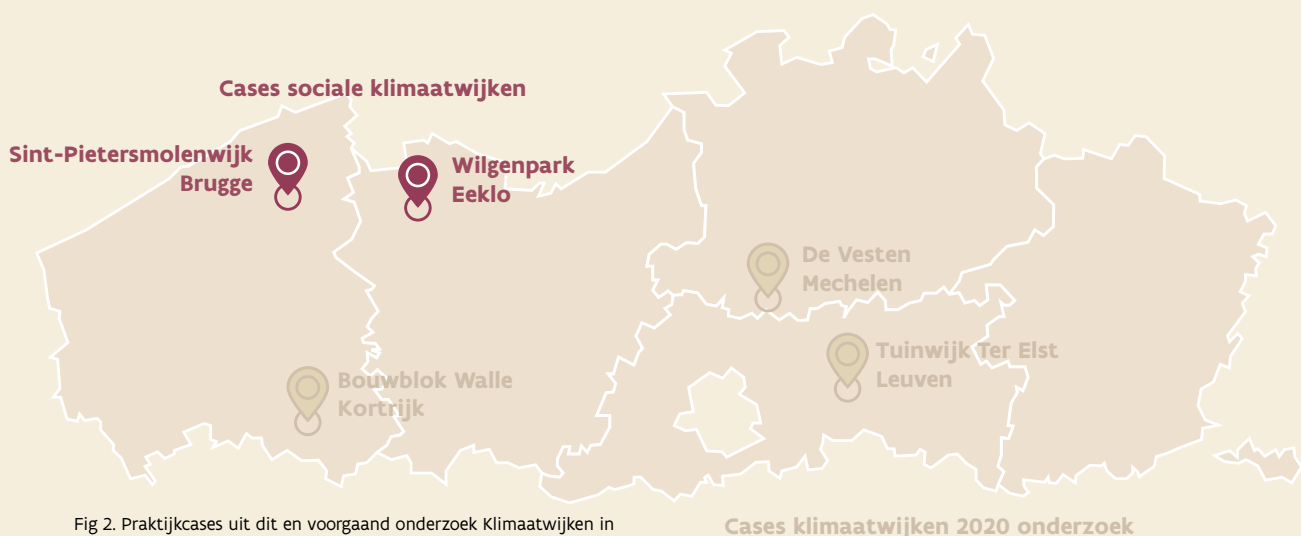 Cases sociale klimaatwijken
Sint-Pietersmolenwijk
Brugge
Wilgenpark
Eeklo
De Vesten
Mechelen
Tuinwijk Ter Elst
Leuven
Bouwblok Walle
Kortrijk
Fig 2. Praktijkcases uit dit en voorgaand onderzoek Klimaatwijken in
Cases klimaatwijken 2020 onderzoek